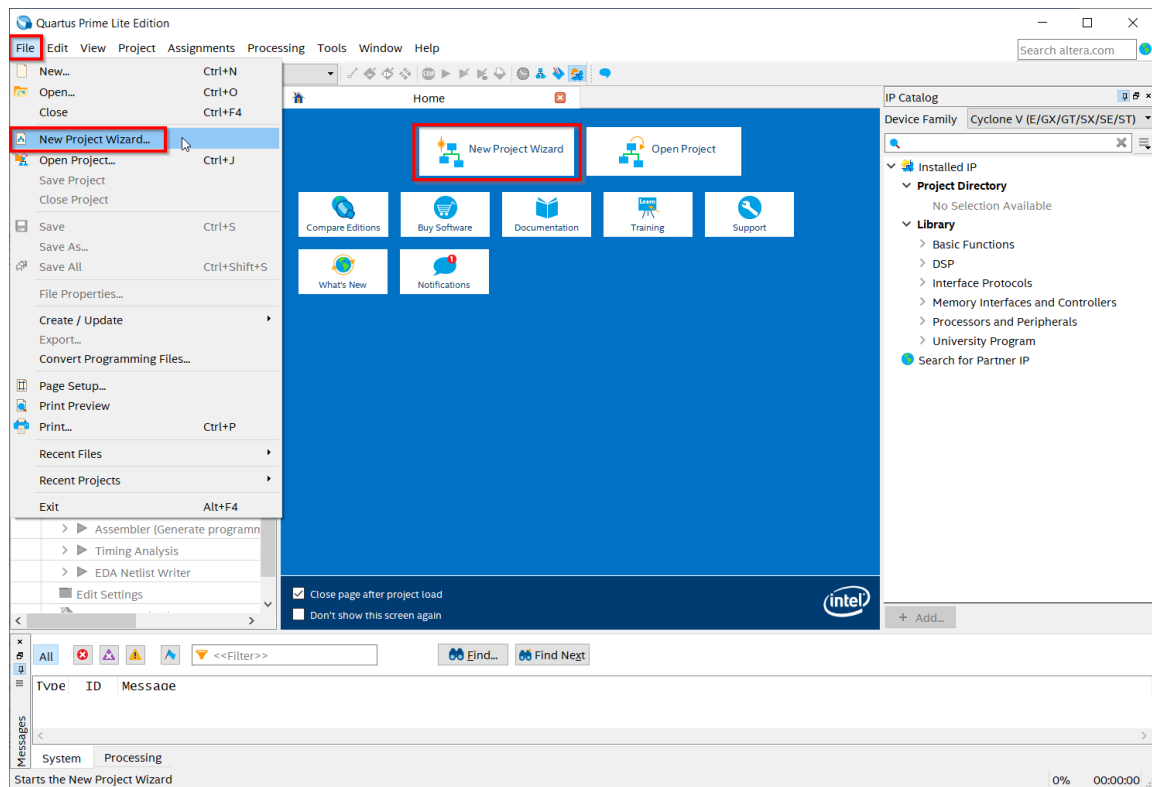 Quartus Prime Lite Edition
File Edit View Project Assignments Processing Tools Window Help
Search altera.com
New... Ctrl+N
Open... Ctrl+O
Close Ctrl+F4
New Project Wizard...
Open Project... Ctrl+J
Save Project
Close Project
Save Ctrl+S
Save As...
Save All Ctrl+Shift+S
File Properties...
Create / Update
Export...
Convert Programming Files...
Page Setup...
Print Preview
Print... Ctrl+P
Recent Files
Recent Projects
Exit Alt+F4
Assembler (Generate programm
Timing Analysis
EDA Netlist Writer
Edit Settings
Home
New Project Wizard
Open Project
Compare Editions
Buy Software
Documentation
Learn
Training
Support
What's New
1
Notifications
Close page after project load
Don't show this screen again
intel
IP Catalog
Device Family Cyclone V (E/GX/GT/SX/SE/ST)
Installed IP
Project Directory
No Selection Available
Library
Basic Functions
DSP
Interface Protocols
Memory Interfaces and Controllers
Processors and Peripherals
University Program
Search for Partner IP
+ Add...
All
<<Filter>>
Find...
Find Next
Type ID Message
Messages
System Processing
Starts the New Project Wizard
0% 00:00:00